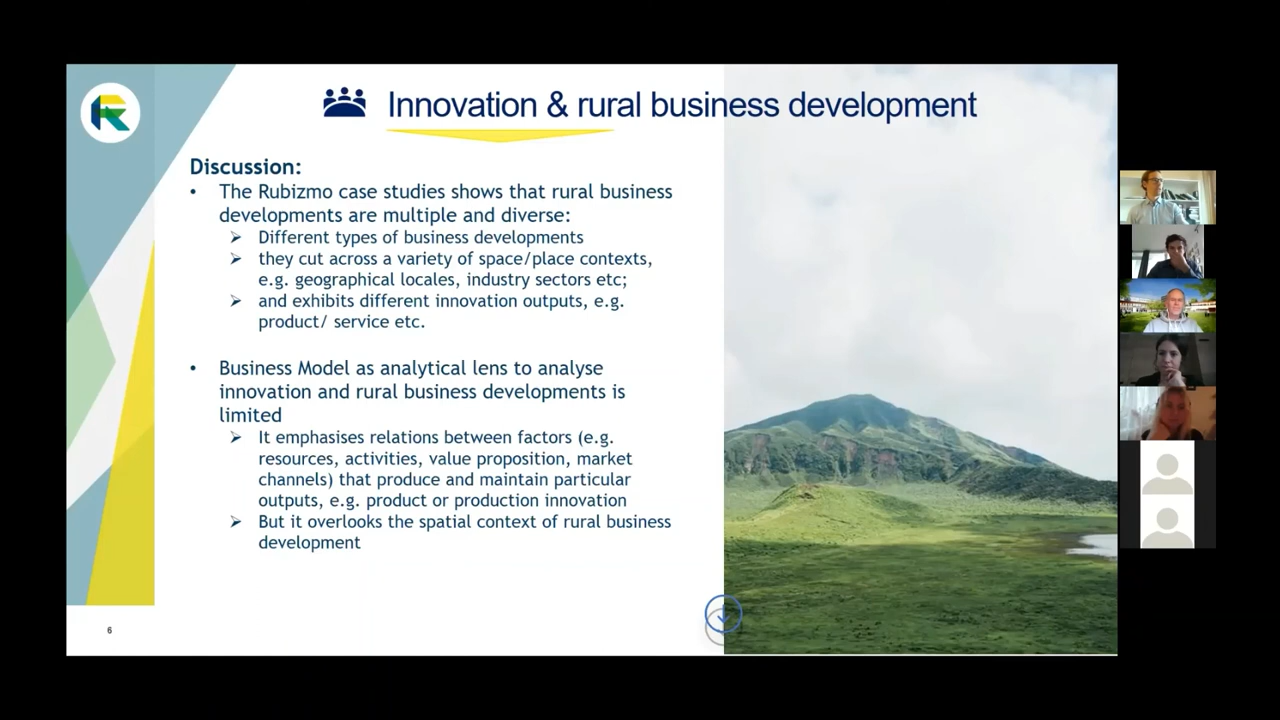 Innovation & rural business development
Discussion:
• The Rubizmo case studies shows that rural business
developments are multiple and diverse:
➢ Different types of business developments
➢ they cut across a variety of space/place contexts,
e.g. geographical locales, industry sectors etc;
➢ and exhibits different innovation outputs, e.g.
product/ service etc.
• Business Model as analytical lens to analyse
innovation and rural business developments is
limited
➢ It emphasises relations between factors (e.g.
resources, activities, value proposition, market
channels) that produce and maintain particular
outputs, e.g. product or production innovation
➢ But it overlooks the spatial context of rural business
development
6